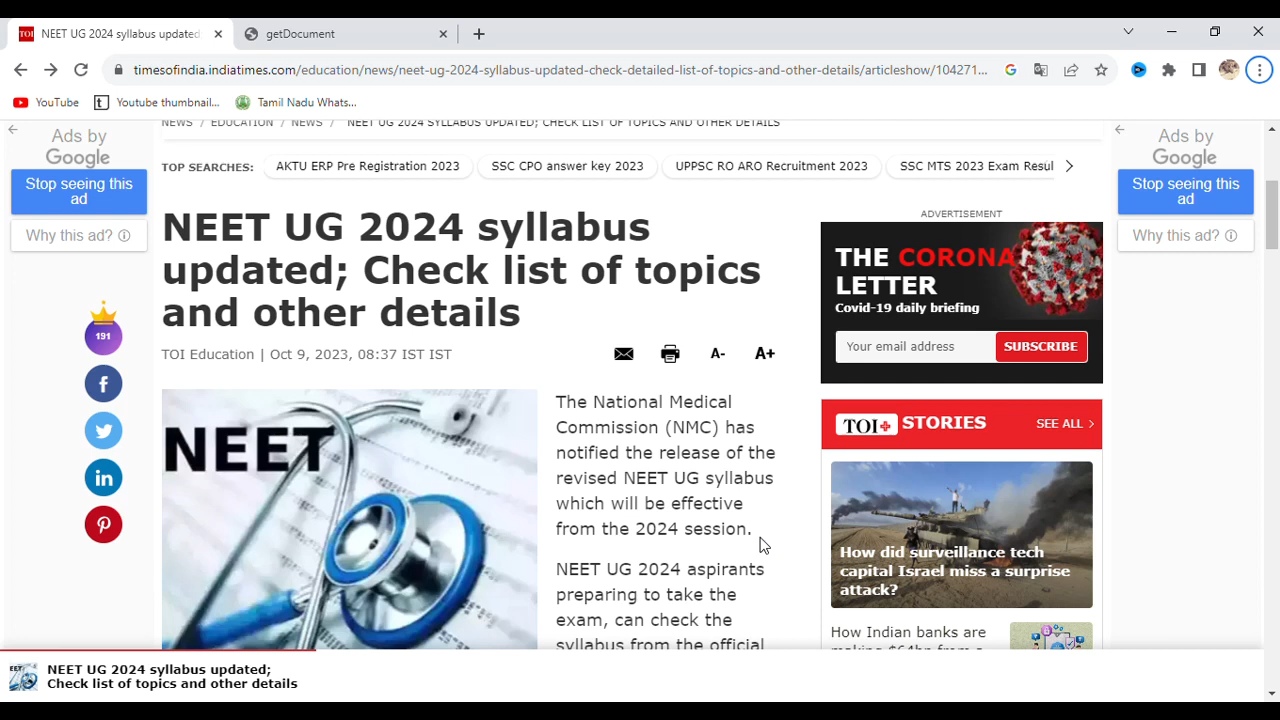 TOI
NEET UG 2024 syllabus updated
getDocument
timesofindia.indiatimes.com/education/news/neet-ug-2024-syllabus-updated-check-detailed-list-of-topics-and-other-details/articleshow/104271...
YouTube
Youtube thumbnail...
Tamil Nadu Whats...
NEWS / EDUCATION / NEWS / NEET UG 2024 SYLLABUS UPDATED; CHECK LIST OF TOPICS AND OTHER DETAILS
Ads by
Google
Stop seeing this
ad
Why this ad?
TOP SEARCHES:
AKTU ERP Pre Registration 2023
SSC CPO answer key 2023
UPPSC RO ARO Recruitment 2023
SSC MTS 2023 Exam Resul
NEET UG 2024 syllabus
updated; Check list of topics
and other details
TOI Education | Oct 9, 2023, 08:37 IST IST
A-
A+
191
f
in
NEET
The National Medical
Commission (NMC) has
notified the release of the
revised NEET UG syllabus
which will be effective
from the 2024 session.
NEET UG 2024 aspirants
preparing to take the
exam, can check the
syllabus from the official
ADVERTISEMENT
THE CORONA
LETTER
Covid-19 daily briefing
Your email address
SUBSCRIBE
TOI+ STORIES
SEE ALL
How did surveillance tech
capital Israel miss a surprise
attack?
How Indian banks are
making $64bn from a
Ads by
Google
Stop seeing this
ad
Why this ad?
NEET UG 2024 syllabus updated;
Check list of topics and other details